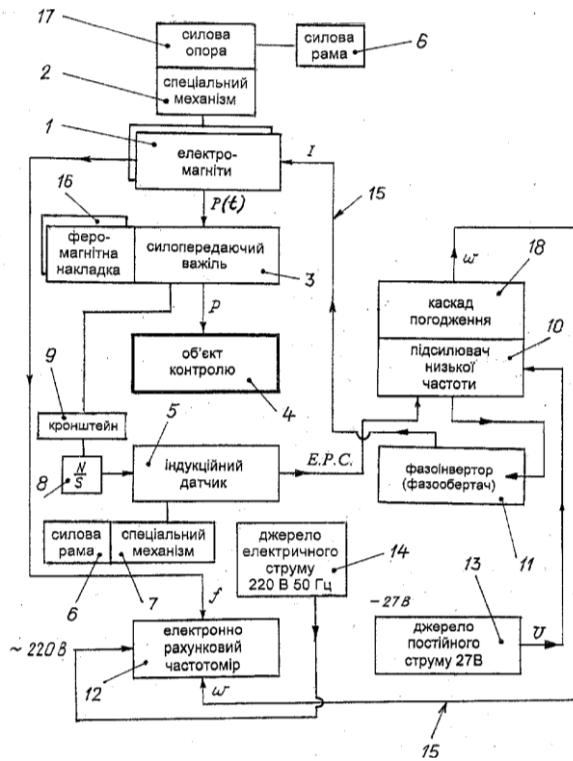 17
силова
опора
силова
рама
6
2
спеціальний
механізм
1
електро-
магніти
I
15
16
P(t)
феро-
магнітна
накладка
силопередаючий
важіль
3
P
ω
18
каскад
погодження
10
підсилювач
низької
частоти
об'єкт
контролю
4
9
кронштейн
5
8
N
S
індукційний
датчик
Е.Р.С.
фазоінвертор
(фазообертач)
11
силова
рама
спеціальний
механізм
6
7
джерело
електричного
струму
220 В 50 Гц
14
13
f
– 27 В
~ 220 В
електронно
рахунковий
частотомір
12
ω
джерело
постійного
струму 27В
U
15